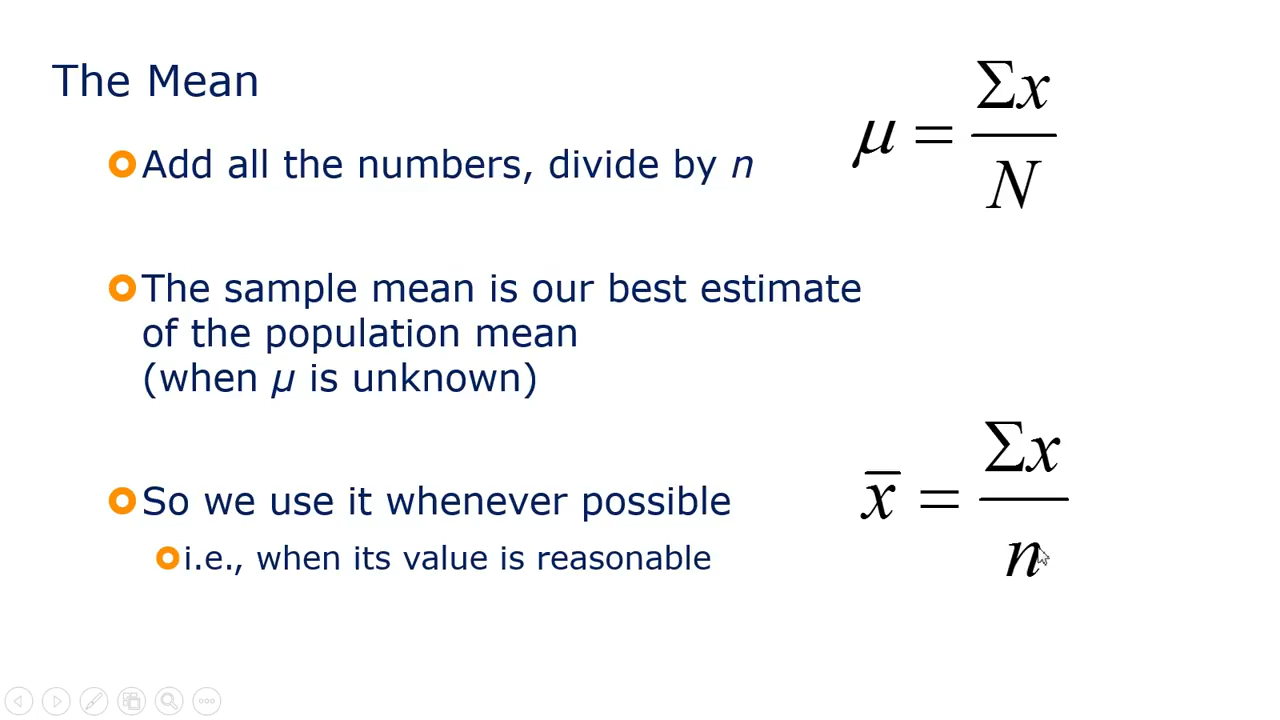 The Mean
Add all the numbers, divide by n
μ = Σx / N
The sample mean is our best estimate
of the population mean
(when μ is unknown)
So we use it whenever possible
i.e., when its value is reasonable
x̄ = Σx / n